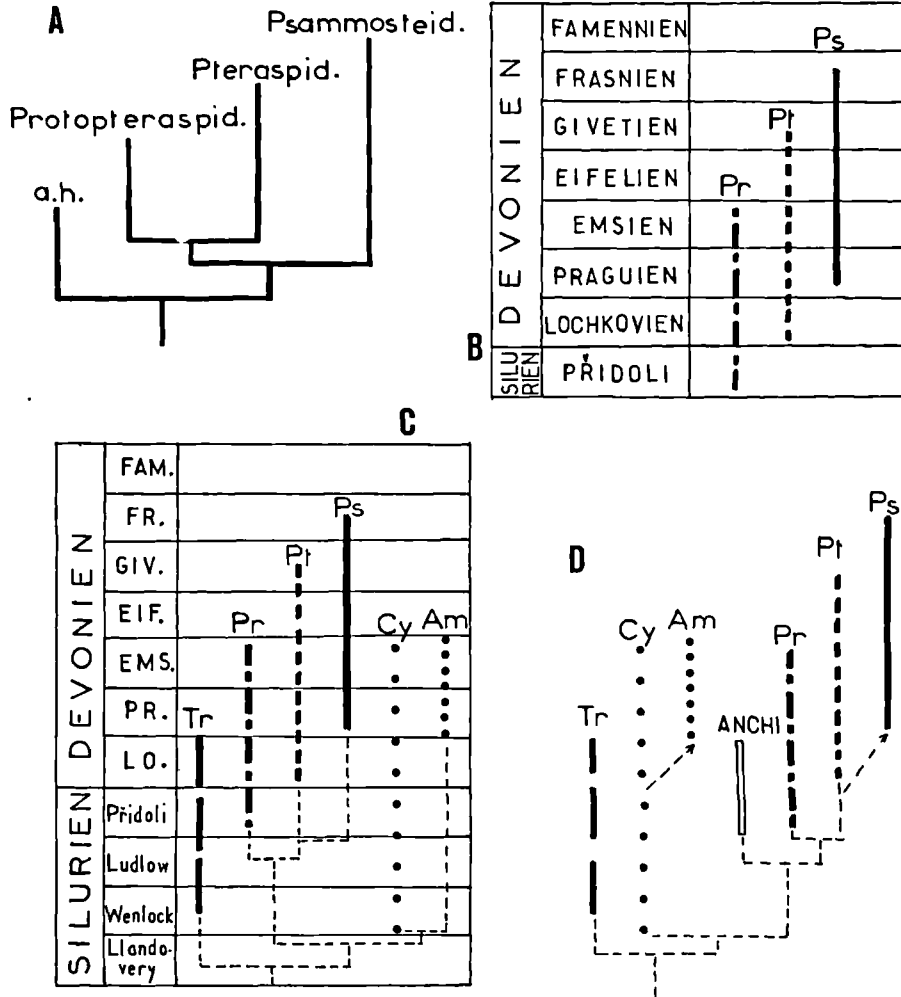 A
Psammosteid.
Pteraspid.
Protopteraspid.
a.h.
B
DEVONIEN
SILURIEN
FAMENNIEN
FRASNIEN
GIVETIEN
EIFELIEN
EMSIEN
PRAGUIEN
LOCHKOVIEN
PŘIDOLI
Ps
Pt
Pr
C
DEVONIEN
SILURIEN
FAM.
FR.
GIV.
EIF.
EMS.
PR.
LO.
Přidoli
Ludlow
Wenlock
Llando-
very
Ps
Pt
Pr
Cy
Am
Tr
D
Ps
Pt
Cy
Am
Pr
Tr
ANCHI